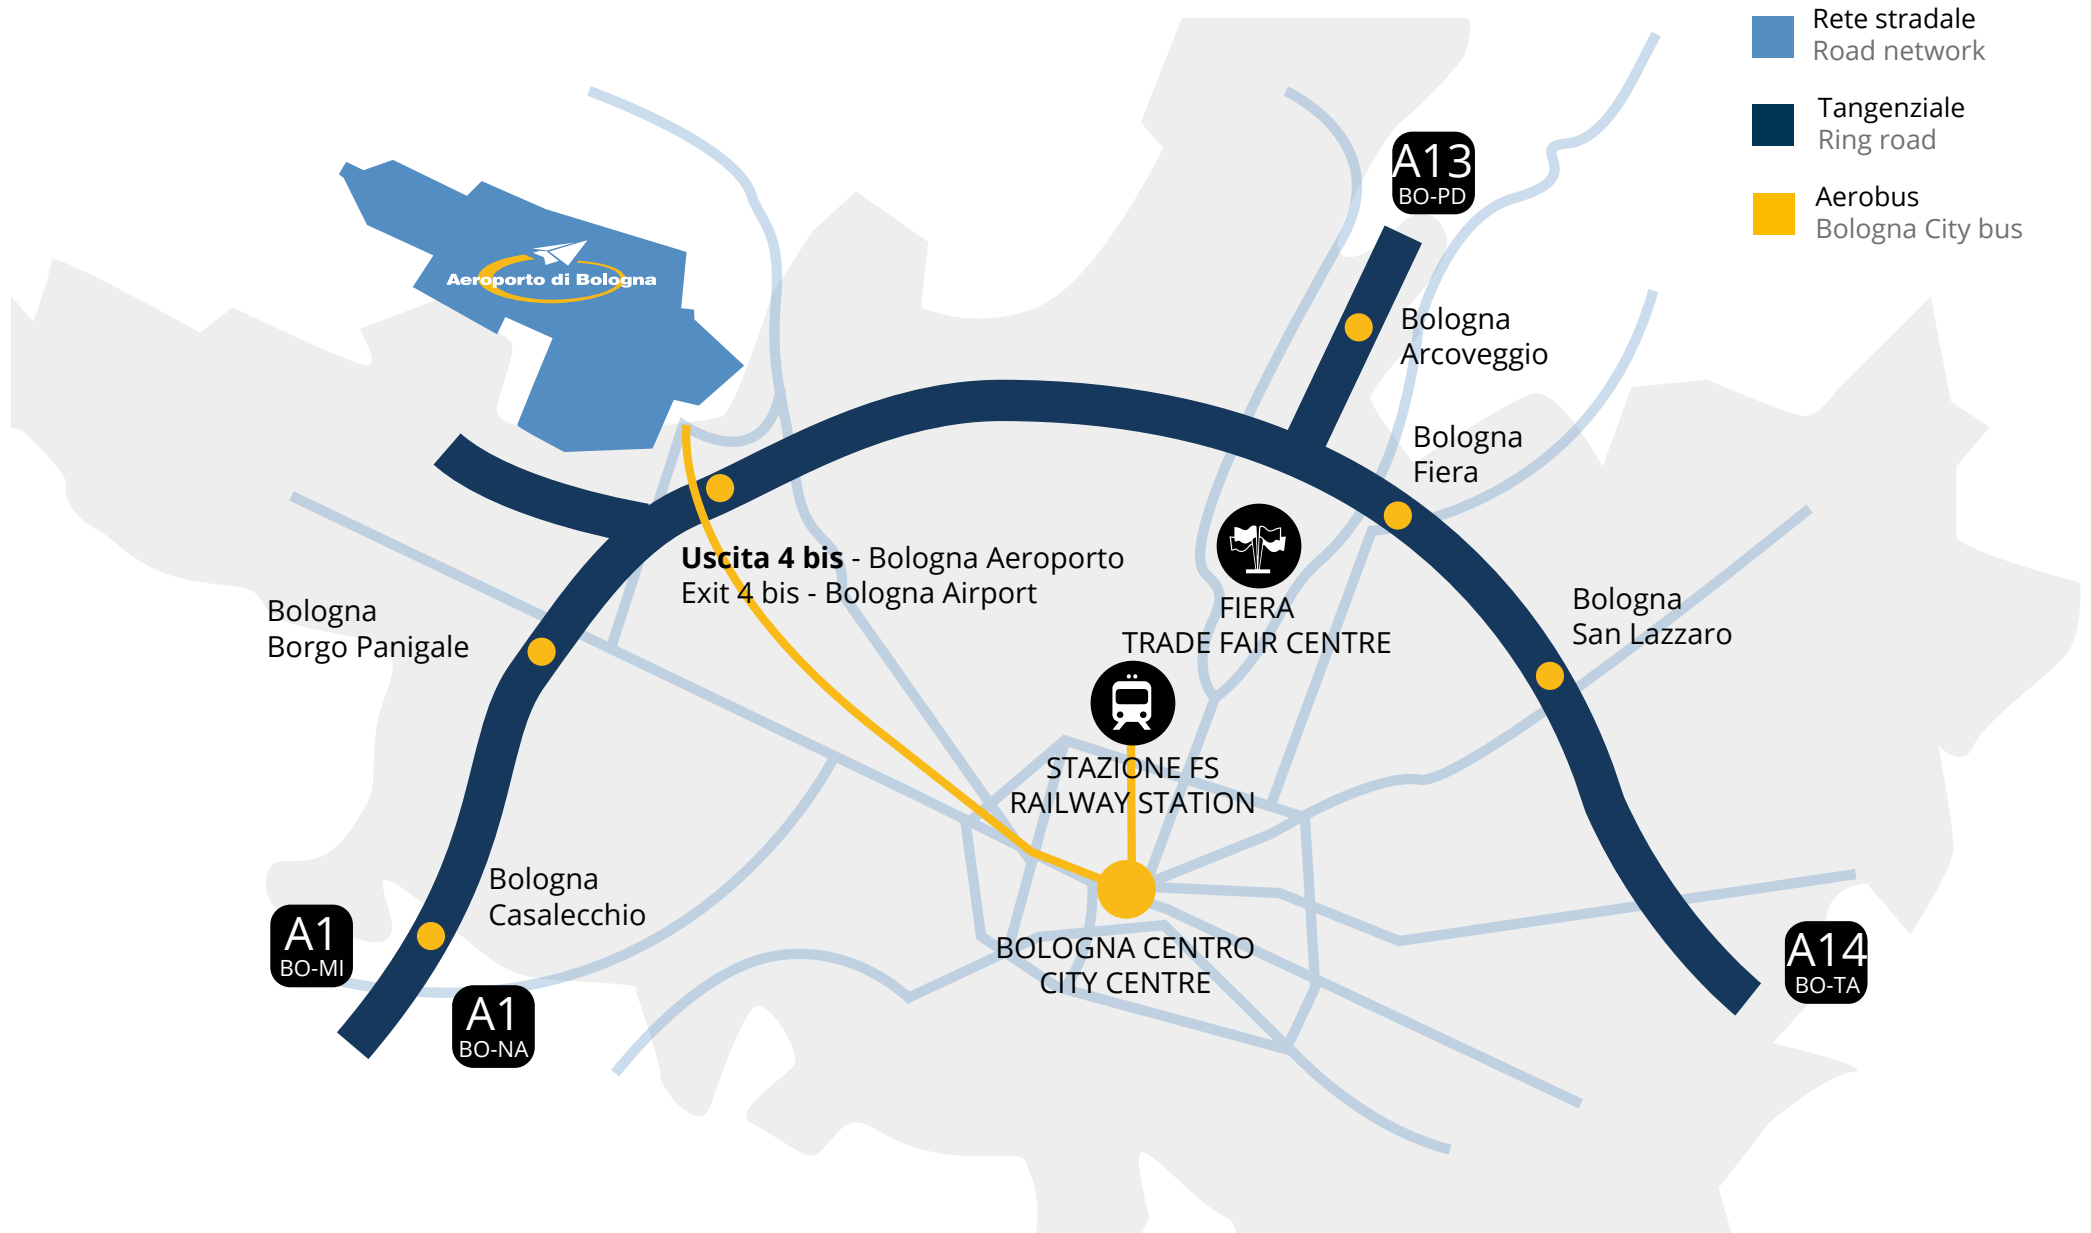 Rete stradale
Road network
Tangenziale
Ring road
Aerobus
Bologna City bus
A13
BO-PD
Aeroporto di Bologna
Bologna
Arcoveggio
Bologna
Fiera
Uscita 4 bis - Bologna Aeroporto
Exit 4 bis - Bologna Airport
FIERA
TRADE FAIR CENTRE
Bologna
San Lazzaro
Bologna
Borgo Panigale
STAZIONE FS
RAILWAY STATION
Bologna
Casalecchio
A1
BO-MI
BOLOGNA CENTRO
CITY CENTRE
A14
BO-TA
A1
BO-NA